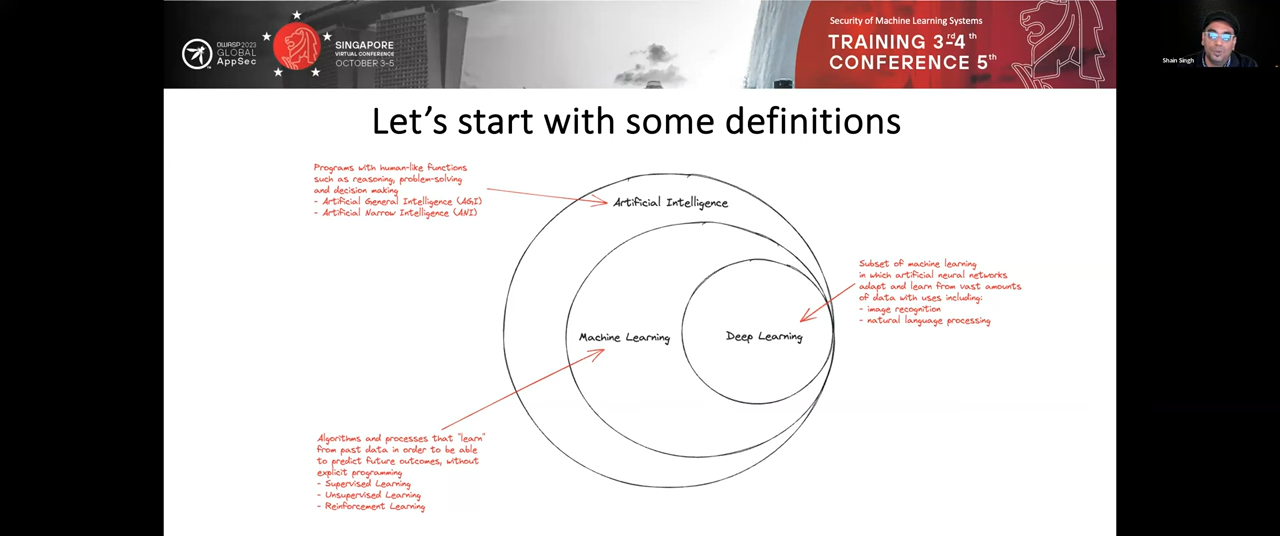 OWASP 2023
GLOBAL
AppSec
SINGAPORE
VIRTUAL CONFERENCE
OCTOBER 3-5
Security of Machine Learning Systems
TRAINING 3rd-4th
CONFERENCE 5th
Shain Singh
Let's start with some definitions
Programs with human-like functions
such as reasoning, problem-solving
and decision making
- Artificial General Intelligence (AGI)
- Artificial Narrow Intelligence (ANI)
Artificial Intelligence
Subset of machine learning
in which artificial neural networks
adapt and learn from vast amounts
of data with uses including:
- image recognition
- natural language processing
Machine Learning
Deep Learning
Algorithms and processes that "learn"
from past data in order to be able
to predict future outcomes, without
explicit programming
- Supervised Learning
- Unsupervised Learning
- Reinforcement Learning